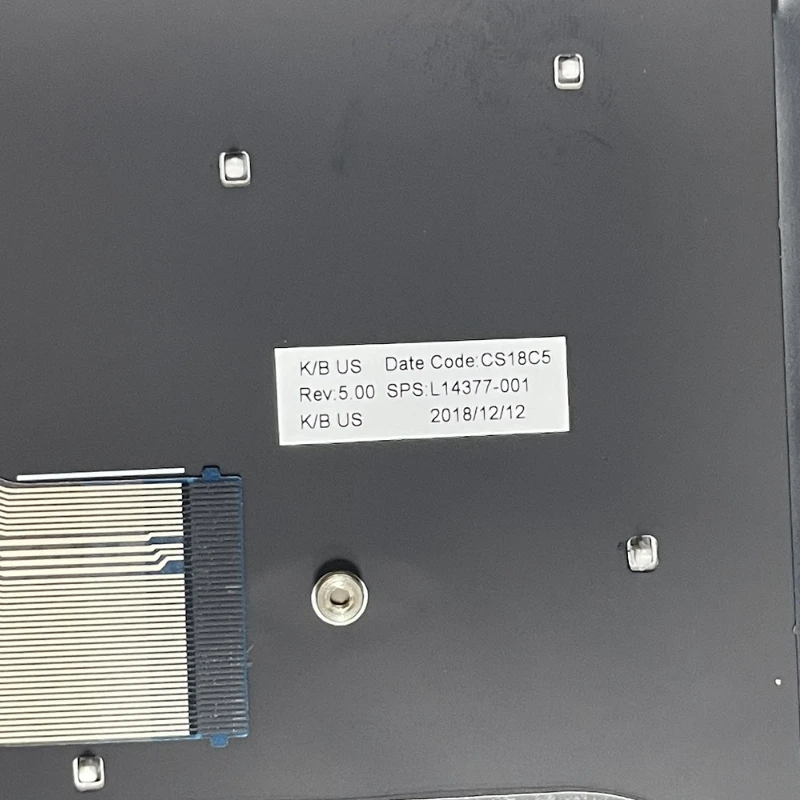 K/B US Date Code:CS18C5
Rev:5.00 SPS:L14377-001
K/B US 2018/12/12